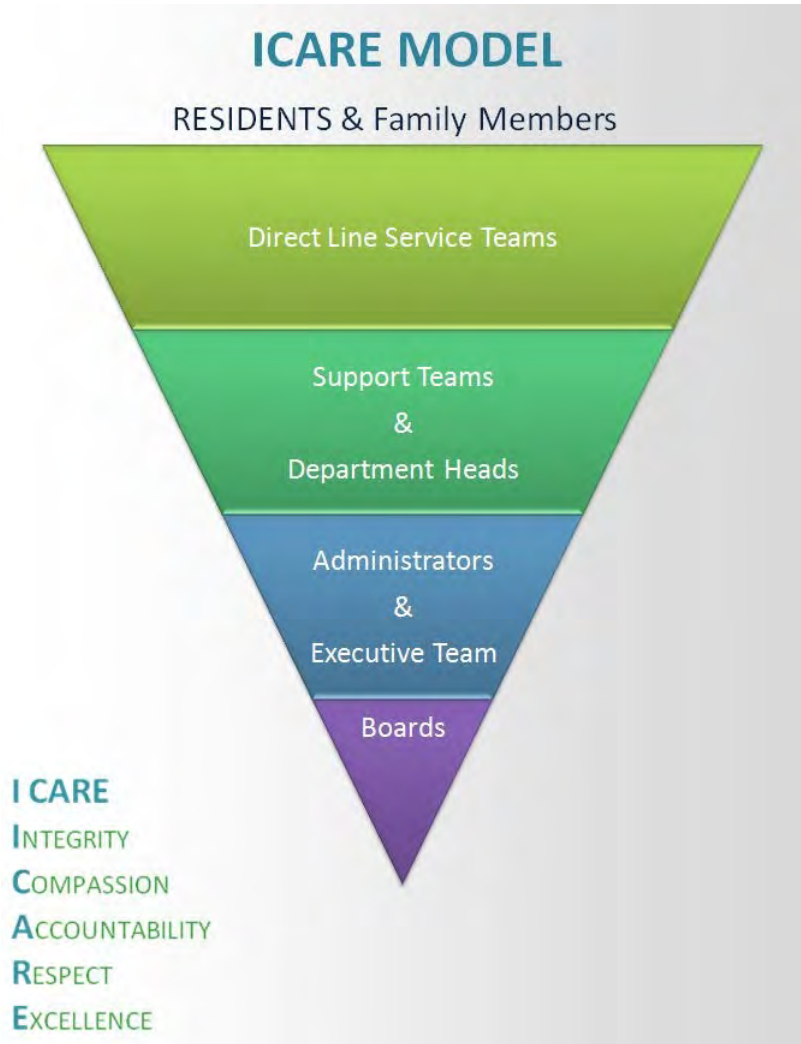 ICARE MODEL
RESIDENTS & Family Members
Direct Line Service Teams
Support Teams
&
Department Heads
Administrators
&
Executive Team
Boards
I CARE
INTEGRITY
COMPASSION
ACCOUNTABILITY
RESPECT
EXCELLENCE